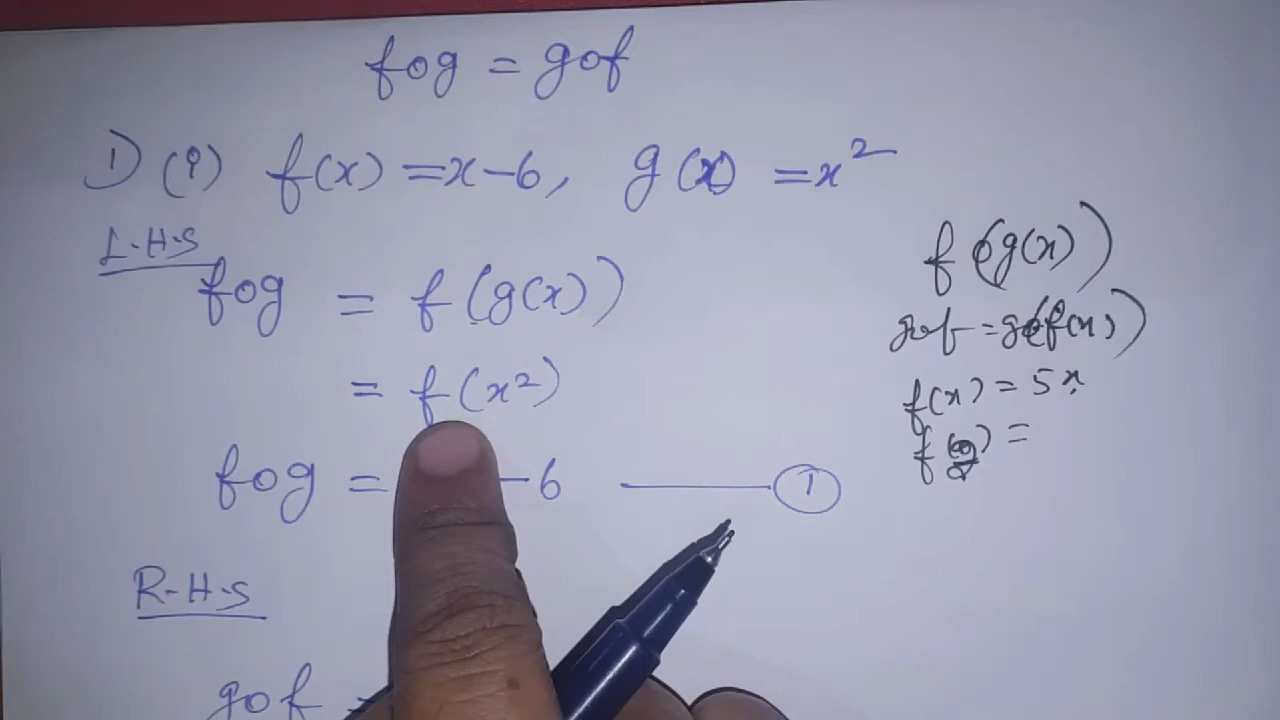 fog = gof
1) (i) f(x) = x-6, g(x) = x²
L.H.S
fog = f(g(x))
= f(x²)
fog = -6 ——— ①
R.H.S
gof =
f(g(x))
gof = g(f(x))
f(x) = 5x
f( ) =